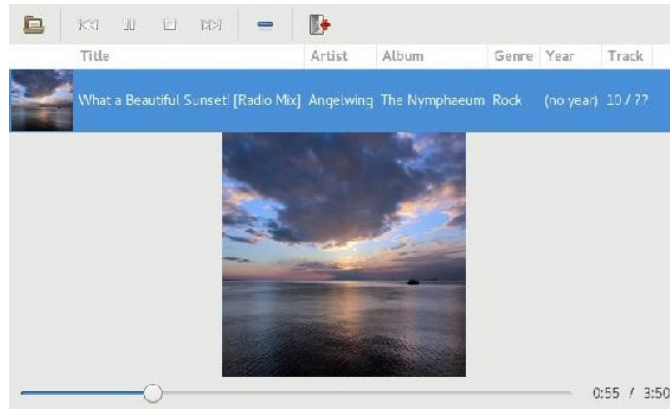 Title Artist Album Genre Year Track
What a Beautiful Sunset! [Radio Mix] Angelwing The Nymphaeum Rock (no year) 10 / ??
0:55 / 3:50